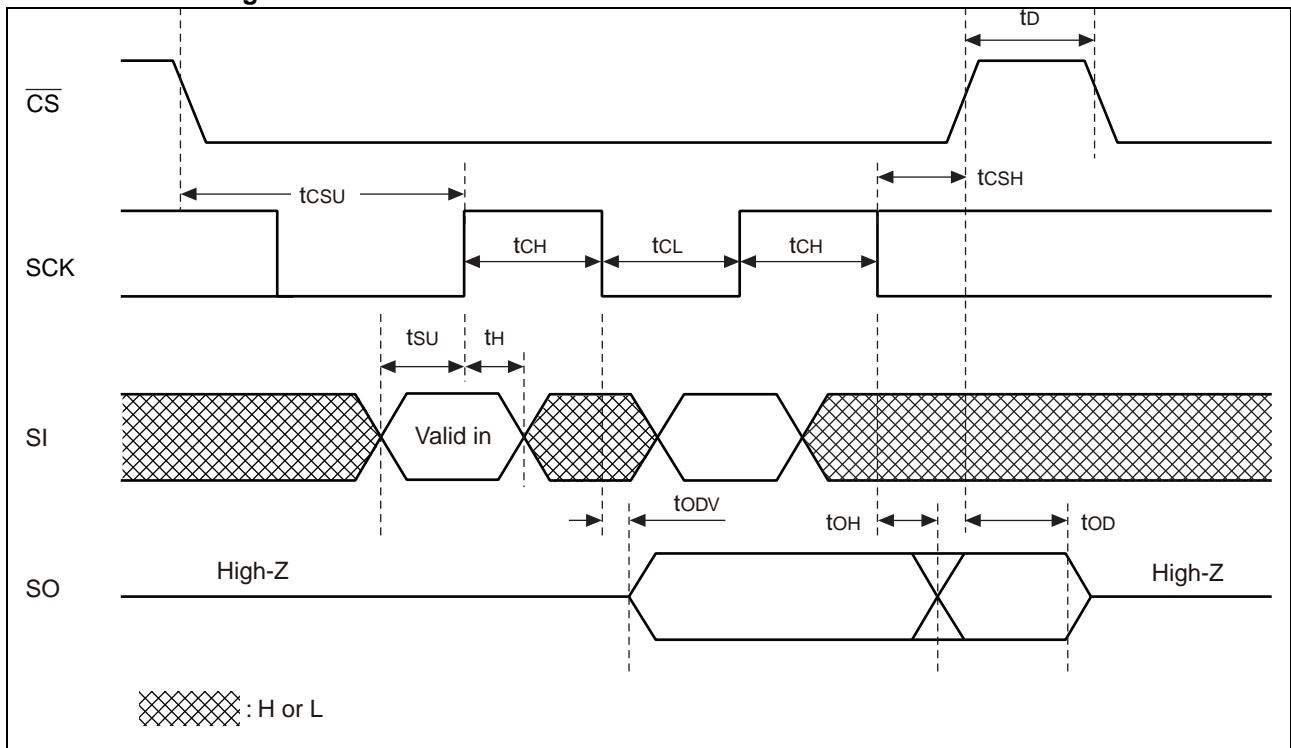 tD
CS
tCSU
tCSH
SCK
tCH
tCL
tCH
tSU
tH
SI
Valid in
tODV
tOH
tOD
SO
High-Z
High-Z
: H or L